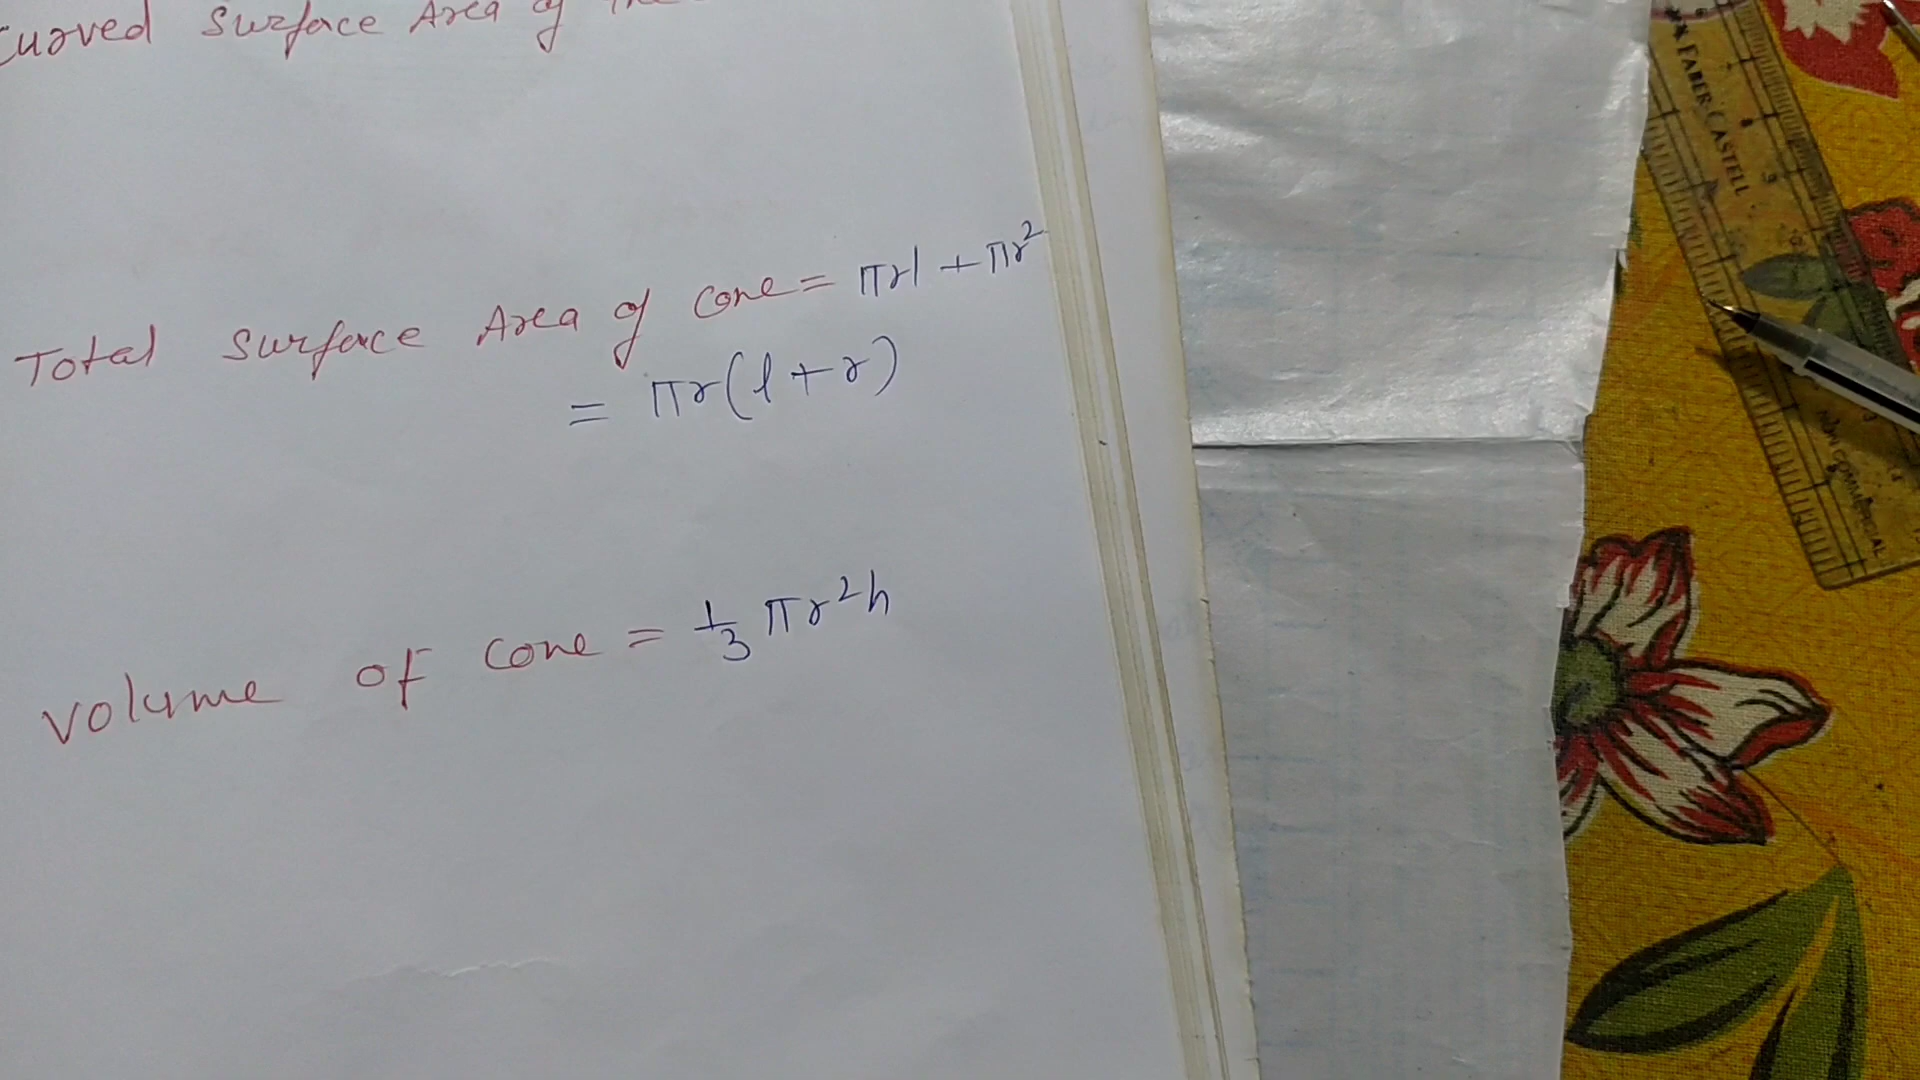 Curved Surface Area of
Total Surface Area of Cone = πrl + πr²
= πr(l+r)
Volume of Cone = 1/3 πr²h
FABER CASTELL